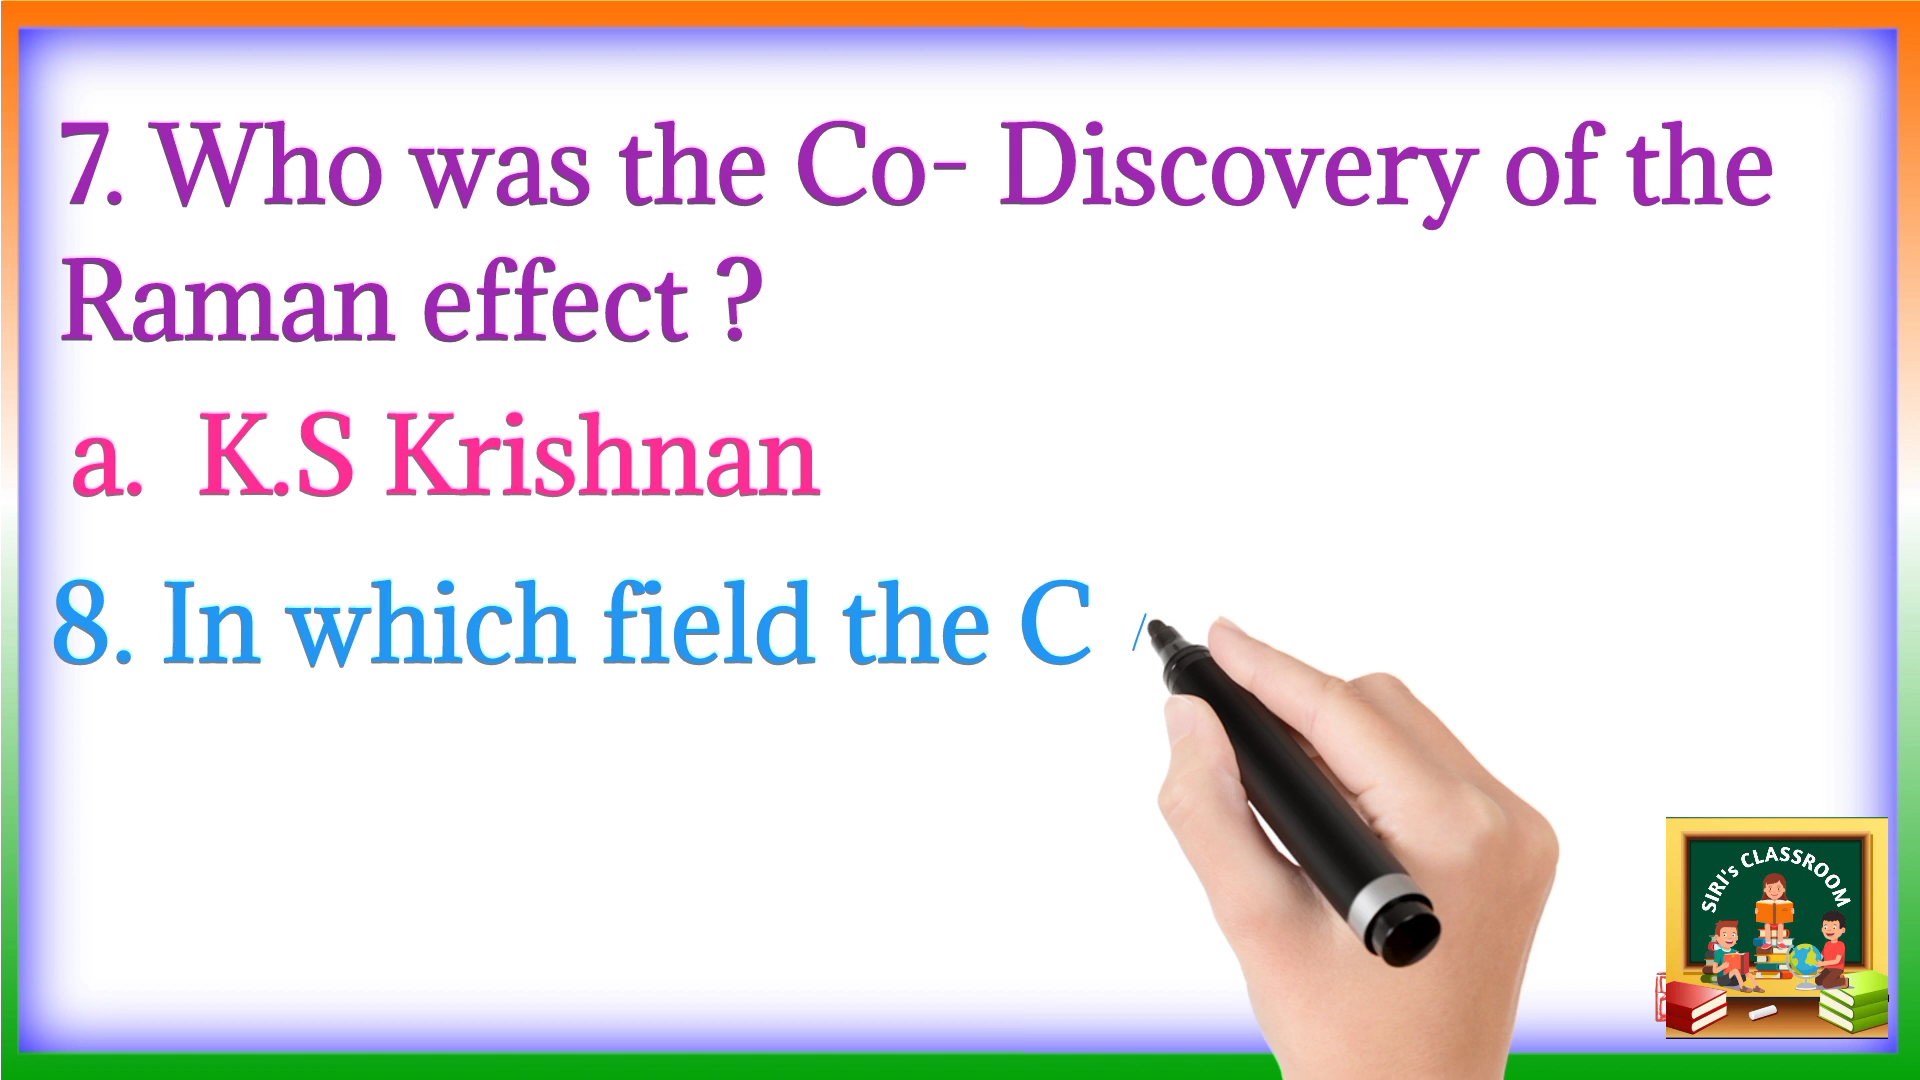 7. Who was the Co- Discovery of the
Raman effect ?
a. K.S Krishnan
8. In which field the C
SIRI's CLASSROOM